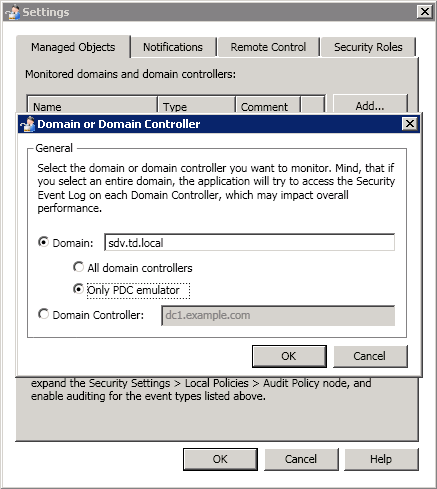 Settings
Managed Objects
Notifications
Remote Control
Security Roles
Monitored domains and domain controllers:
Name
Type
Comment
Add...
Domain or Domain Controller
General
Select the domain or domain controller you want to monitor. Mind, that if
you select an entire domain, the application will try to access the Security
Event Log on each Domain Controller, which may impact overall
performance.
Domain:
sdv.td.local
All domain controllers
Only PDC emulator
Domain Controller:
dc1.example.com
OK
Cancel
expand the Security Settings > Local Policies > Audit Policy node, and
enable auditing for the event types listed above.
OK
Cancel
Help